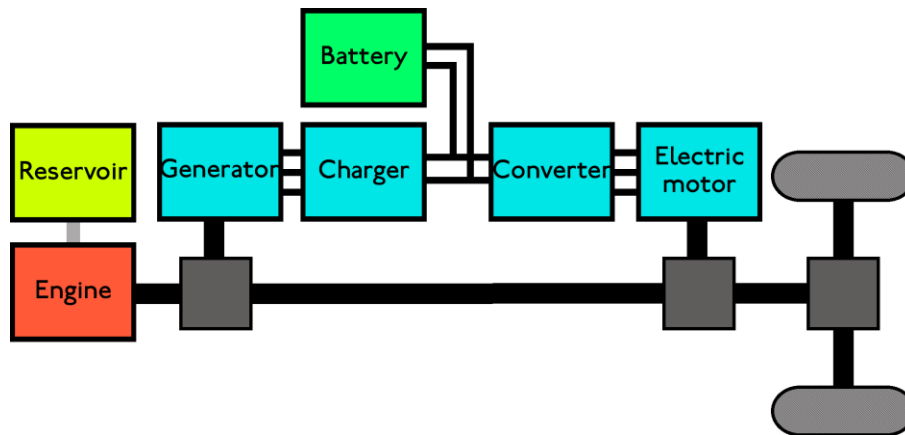 Battery
Reservoir
Generator
Charger
Converter
Electric
motor
Engine